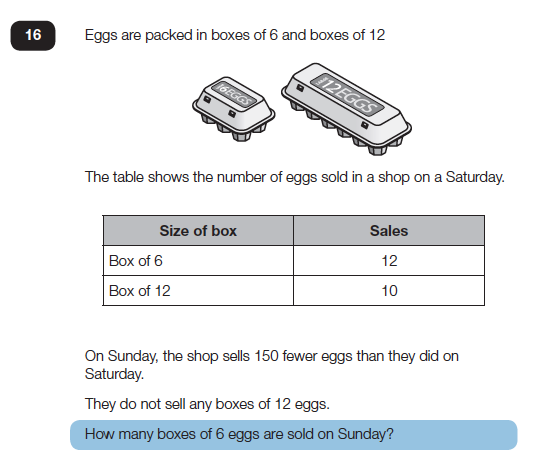 16
Eggs are packed in boxes of 6 and boxes of 12
6EGGS
12EGGS
The table shows the number of eggs sold in a shop on a Saturday.
Size of box Sales
Box of 6 12
Box of 12 10
On Sunday, the shop sells 150 fewer eggs than they did on
Saturday.
They do not sell any boxes of 12 eggs.
How many boxes of 6 eggs are sold on Sunday?